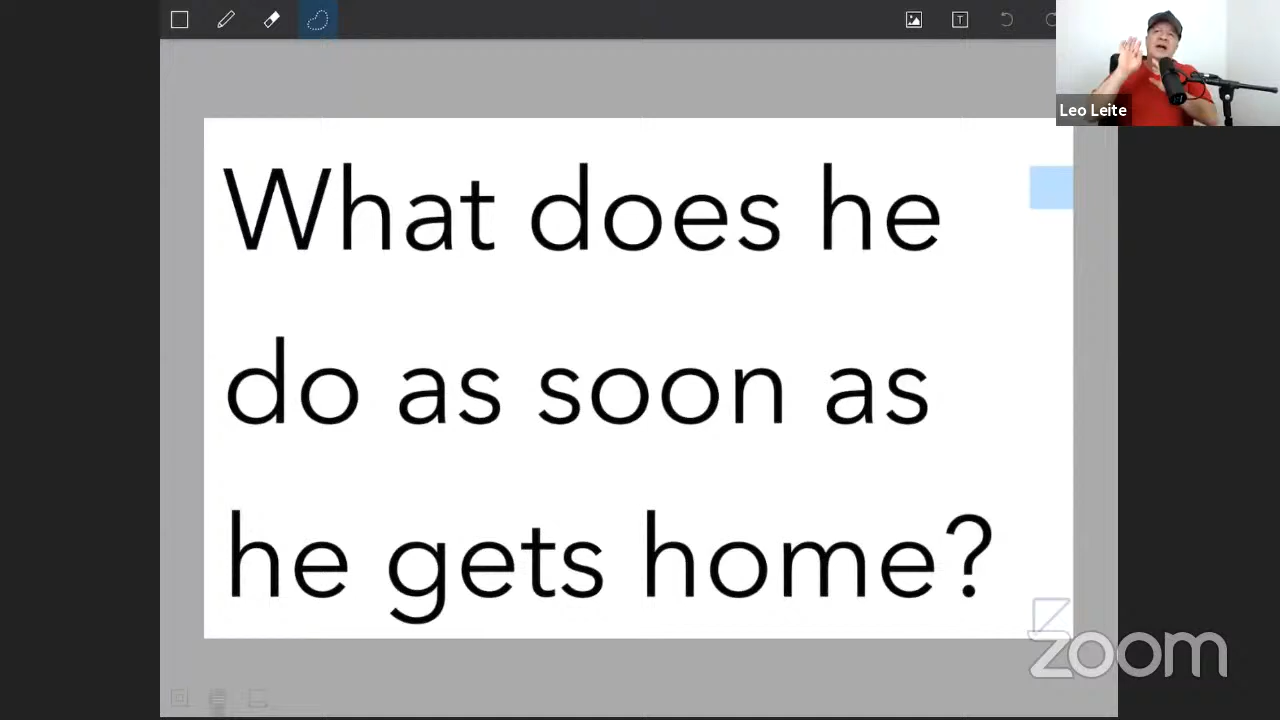 Leo Leite
What does he
do as soon as
he gets home?
zoom